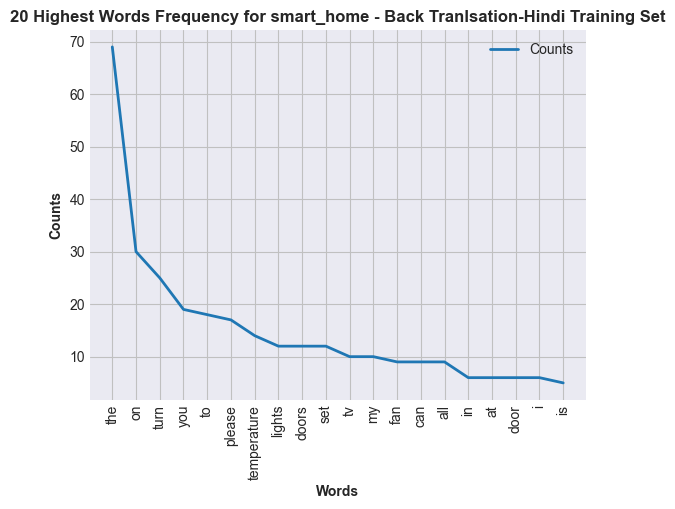 20 Highest Words Frequency for smart_home - Back Tranlsation-Hindi Training Set
Counts
70
60
50
40
30
20
10
Counts
the
on
turn
you
to
please
temperature
lights
doors
set
tv
my
fan
can
all
in
at
door
i
is
Words